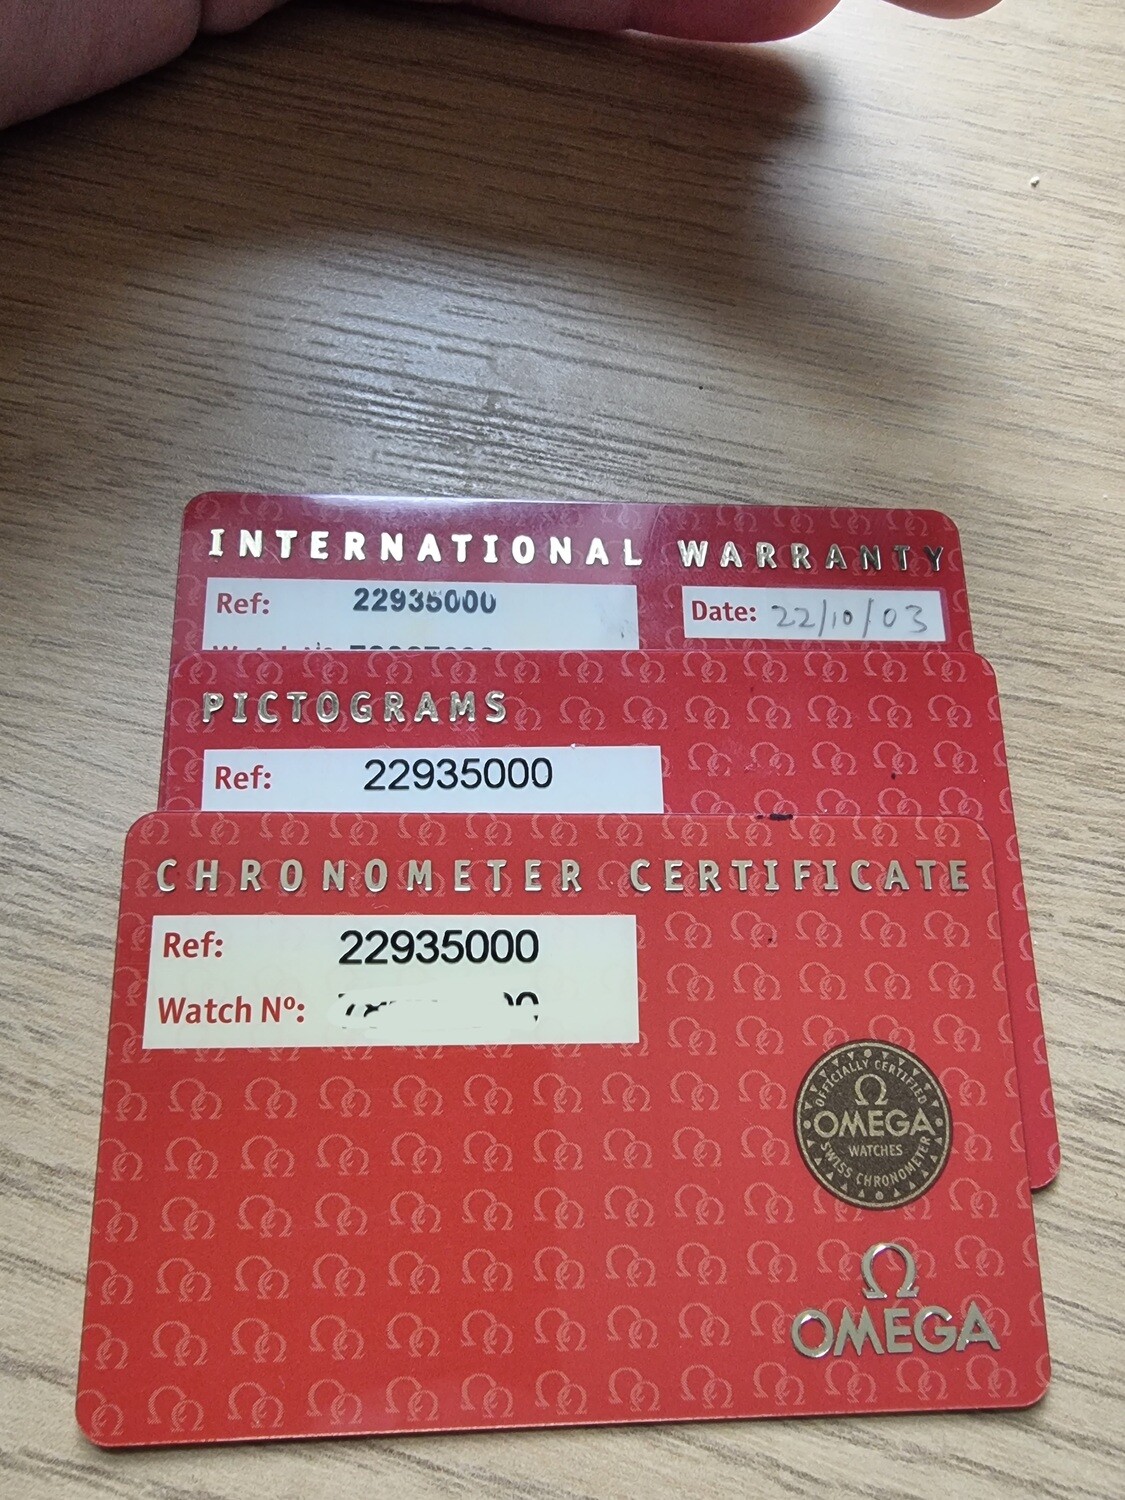 INTERNATIONAL WARRANTY
Ref: 22935000
Date: 22/10/03
PICTOGRAMS
Ref: 22935000
CHRONOMETER CERTIFICATE
Ref: 22935000
Watch Nº:
OFFICIALLY CERTIFIED
Ω
OMEGA
WATCHES
SWISS CHRONOMETER
Ω
OMEGA